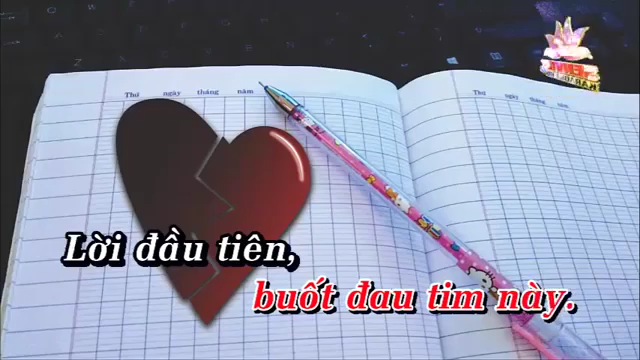 Thứ ngày tháng năm
Thứ ngày tháng năm
Lời đầu tiên,
buốt đau tim này.